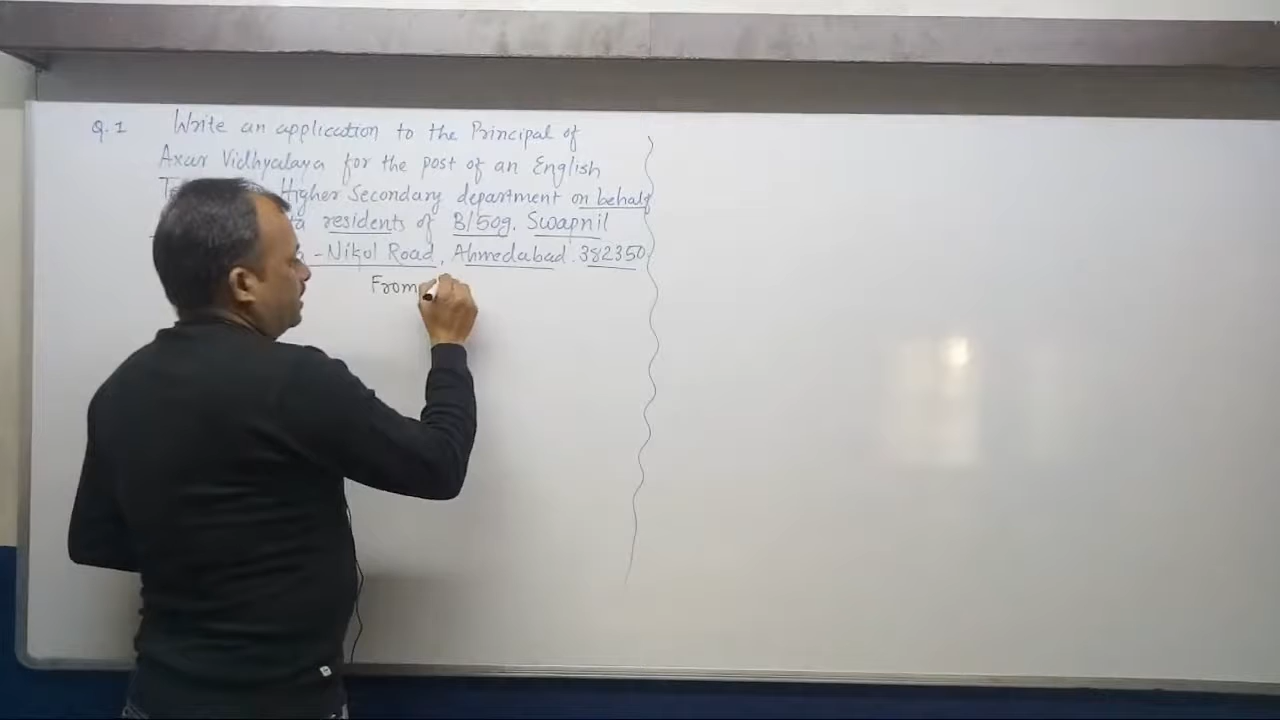 Q.1 Write an application to the Principal of
Axar Vidhyalaya for the post of an English
Higher Secondary department on behalf
residents of B/509, Swapnil
- Nikol Road, Ahmedabad. 382350
From